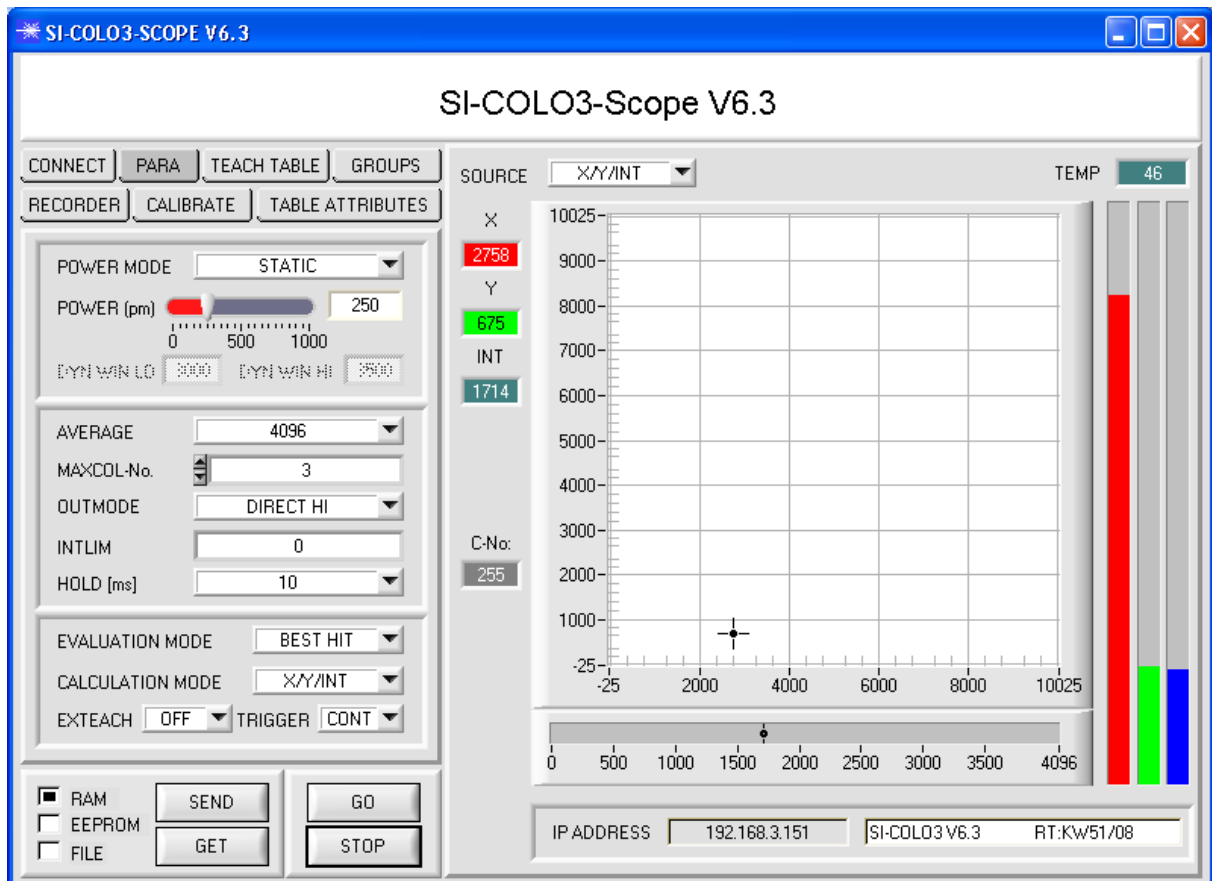 SI-COLO3-SCOPE V6.3
SI-COLO3-Scope V6.3
CONNECT PARA TEACH TABLE GROUPS
RECORDER CALIBRATE TABLE ATTRIBUTES
POWER MODE STATIC
POWER (pm) 250
0 500 1000
DYN WIN LO 3000 DYN WIN HI 3500
AVERAGE 4096
MAXCOL-No. 3
OUTMODE DIRECT HI
INTLIM 0
HOLD [ms] 10
EVALUATION MODE BEST HIT
CALCULATION MODE X/Y/INT
EXTEACH OFF TRIGGER CONT
RAM
EEPROM
FILE
SEND
GET
GO
STOP
SOURCE X/Y/INT
TEMP 46
X
2758
Y
675
INT
1714
C-No:
255
10025
9000
8000
7000
6000
5000
4000
3000
2000
1000
-25
-25 2000 4000 6000 8000 10025
0 500 1000 1500 2000 2500 3000 3500 4096
IP ADDRESS 192.168.3.151 SI-COLO3 V6.3 RT:KW51/08